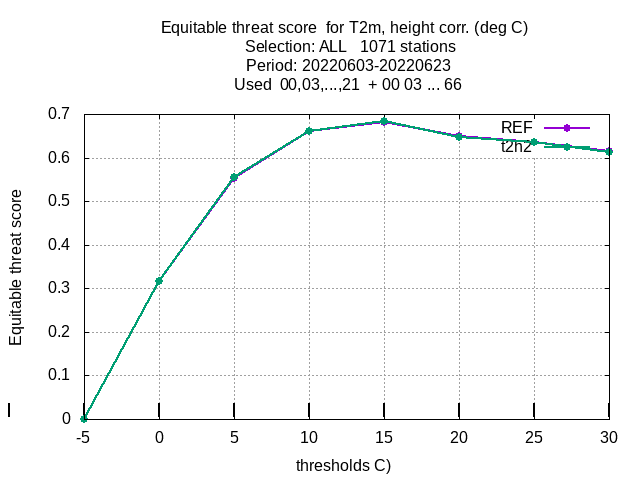 Equitable threat score  for T2m, height corr. (deg C)
Selection: ALL   1071 stations
Period: 20220603-20220623
Used  00,03,...,21  + 00 03 ... 66
REF
t2h2
Equitable threat score
0.7
0.6
0.5
0.4
0.3
0.2
0.1
0
-5 0 5 10 15 20 25 30
thresholds C)